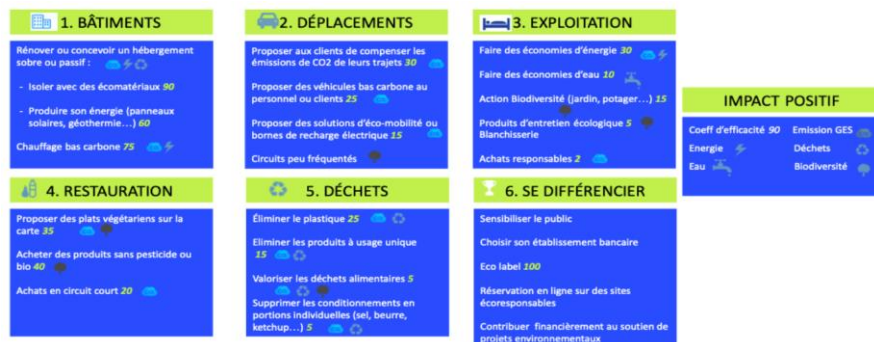 1. BÂTIMENTS
Rénover ou concevoir un hébergement
sobre ou passif :
- Isoler avec des écomatériaux 90
- Produire son énergie (panneaux
solaires, géothermie...) 60
Chauffage bas carbone 75
2. DÉPLACEMENTS
Proposer aux clients de compenser les
émissions de CO2 de leurs trajets 30
Proposer des véhicules bas carbone au
personnel ou clients 25
Proposer des solutions d'éco-mobilité ou
bornes de recharge électrique 15
Circuits peu fréquentés
3. EXPLOITATION
Faire des économies d'énergie 30
Faire des économies d'eau 10
Action Biodiversité (jardin, potager...) 15
Produits d'entretien écologique 5
Blanchisserie
Achats responsables 2
IMPACT POSITIF
Coeff d'efficacité 90 Emission GES
Energie Déchets
Eau Biodiversité
4. RESTAURATION
Proposer des plats végétariens sur la
carte 35
Acheter des produits sans pesticide ou
bio 40
Achats en circuit court 20
5. DÉCHETS
Éliminer le plastique 25
Eliminer les produits à usage unique
15
Valoriser les déchets alimentaires 5
Supprimer les conditionnements en
portions individuelles (sel, beurre,
ketchup...) 5
6. SE DIFFÉRENCIER
Sensibiliser le public
Choisir son établissement bancaire
Eco label 100
Réservation en ligne sur des sites
écoresponsables
Contribuer financièrement au soutien de
projets environnementaux